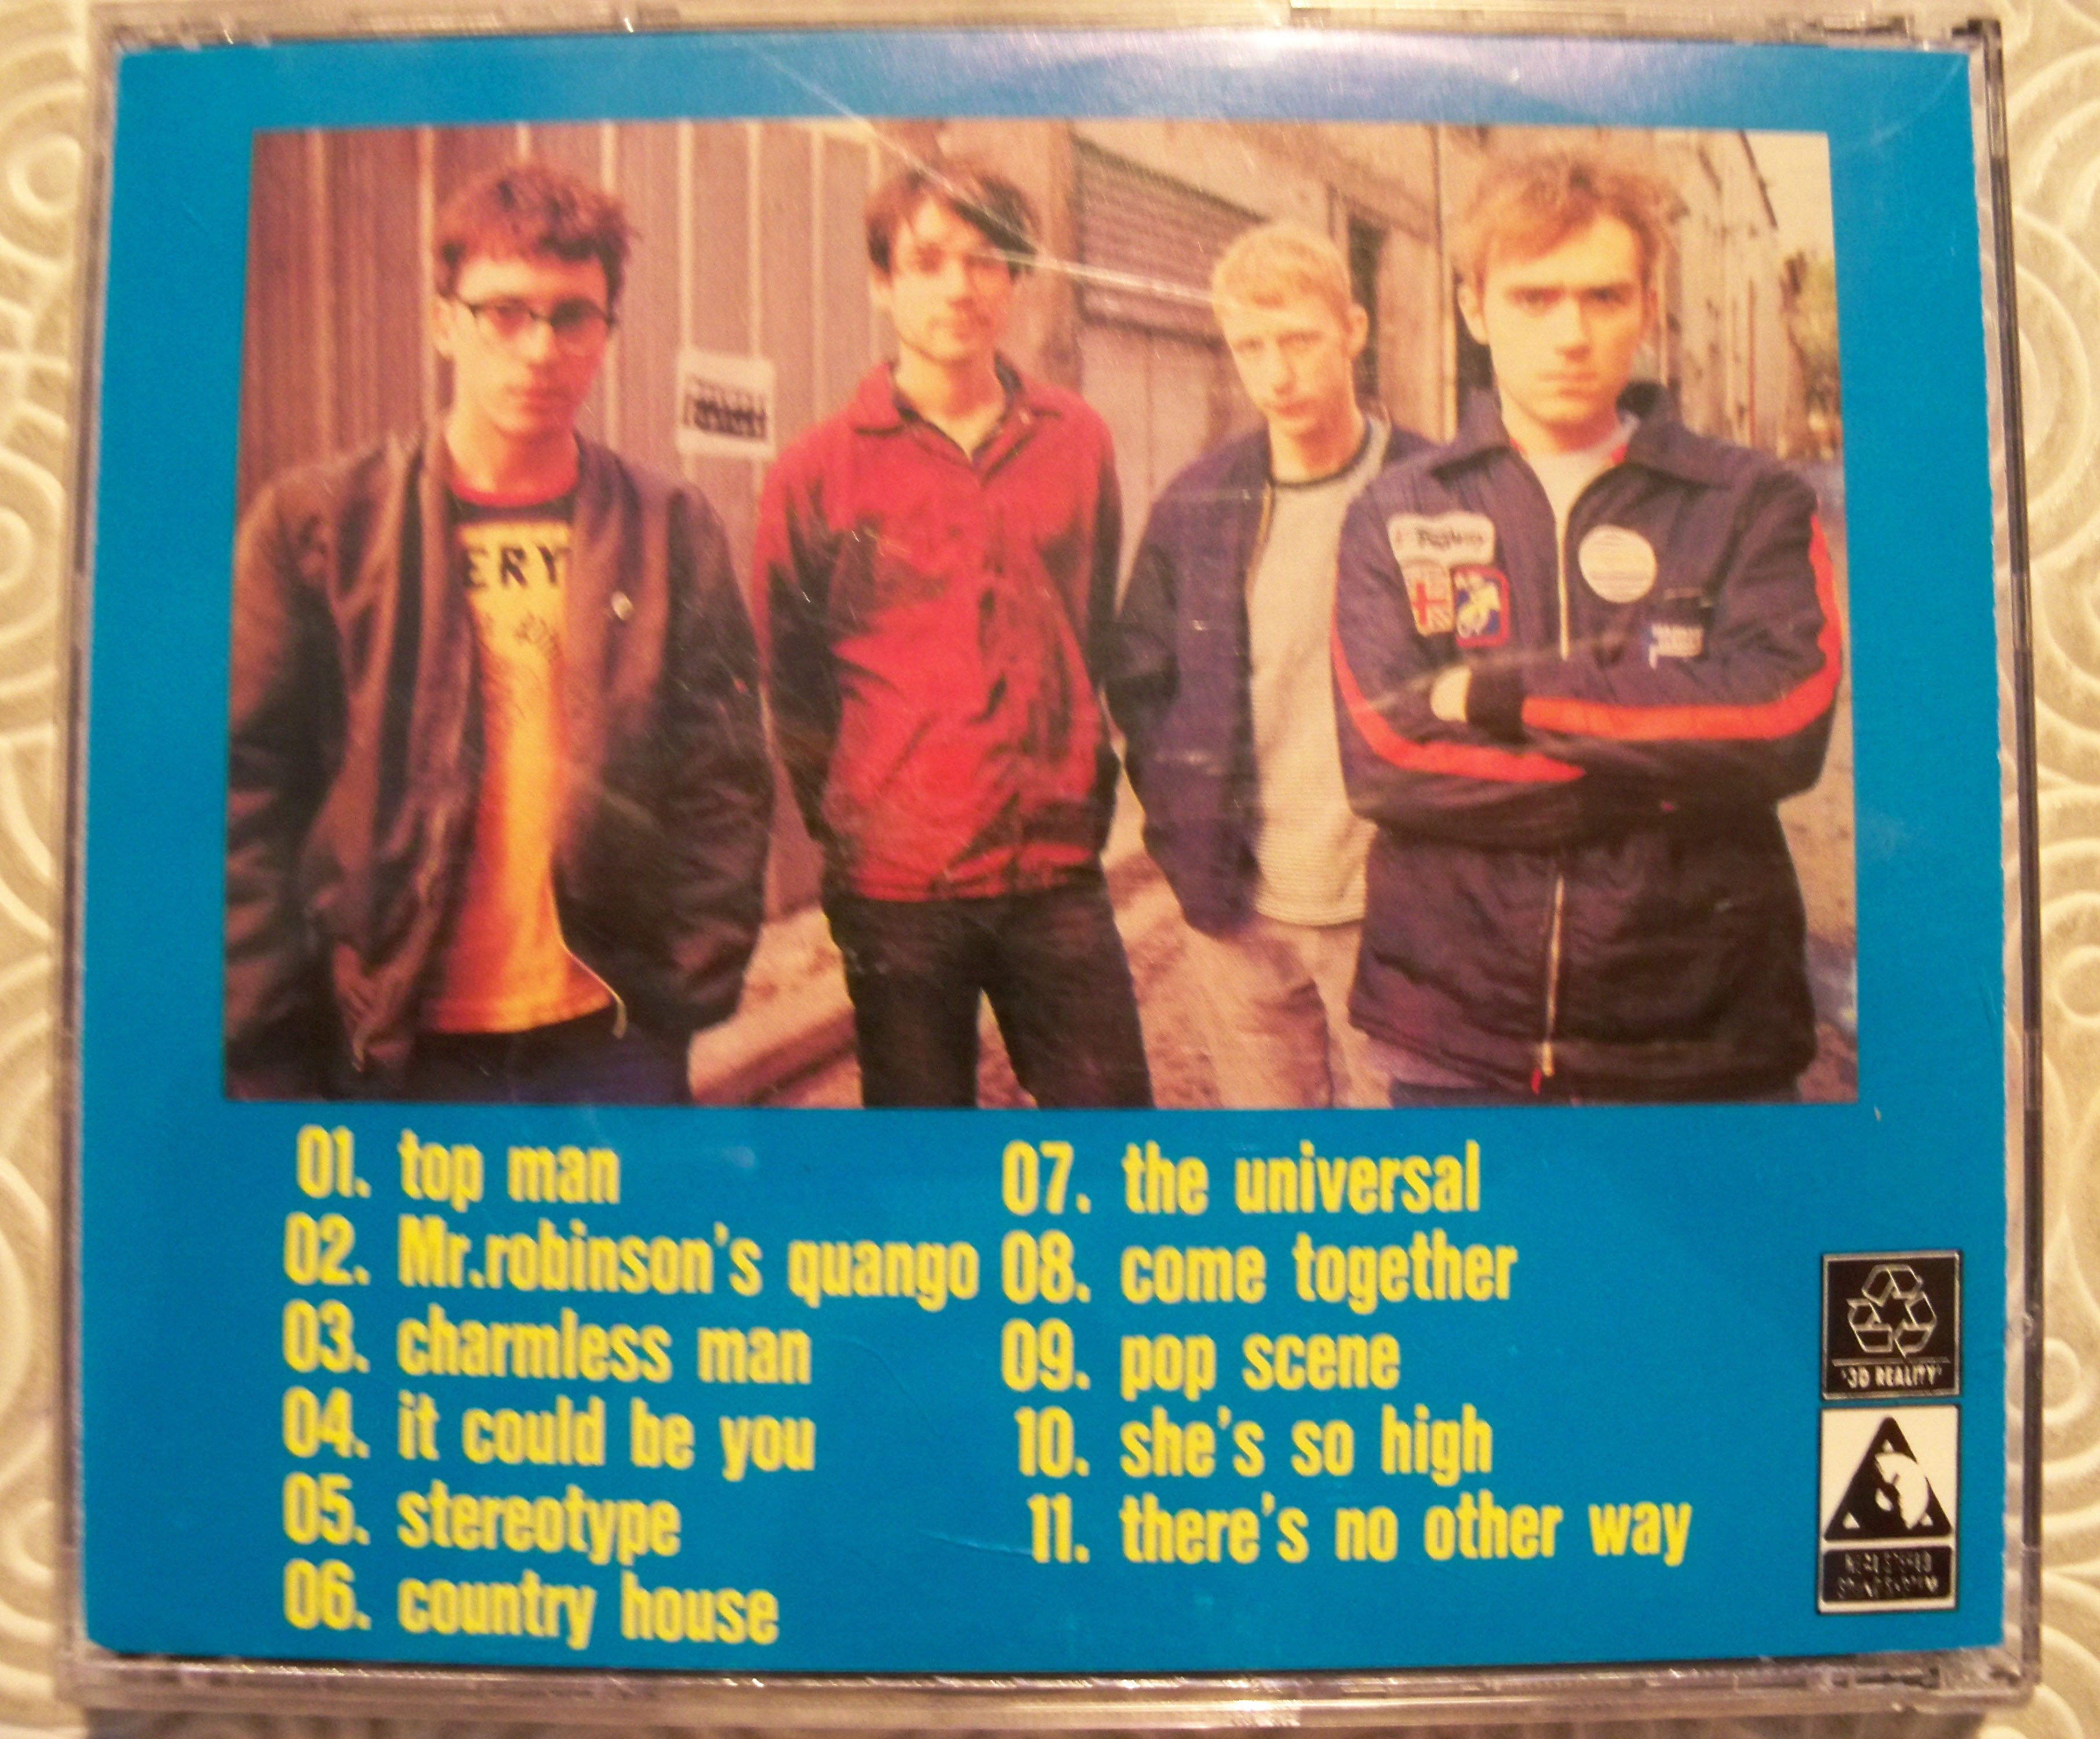 ERY
01. top man
02. Mr.robinson's quango
03. charmless man
04. it could be you
05. stereotype
06. country house
07. the universal
08. come together
09. pop scene
10. she's so high
11. there's no other way
'3D REALITY'